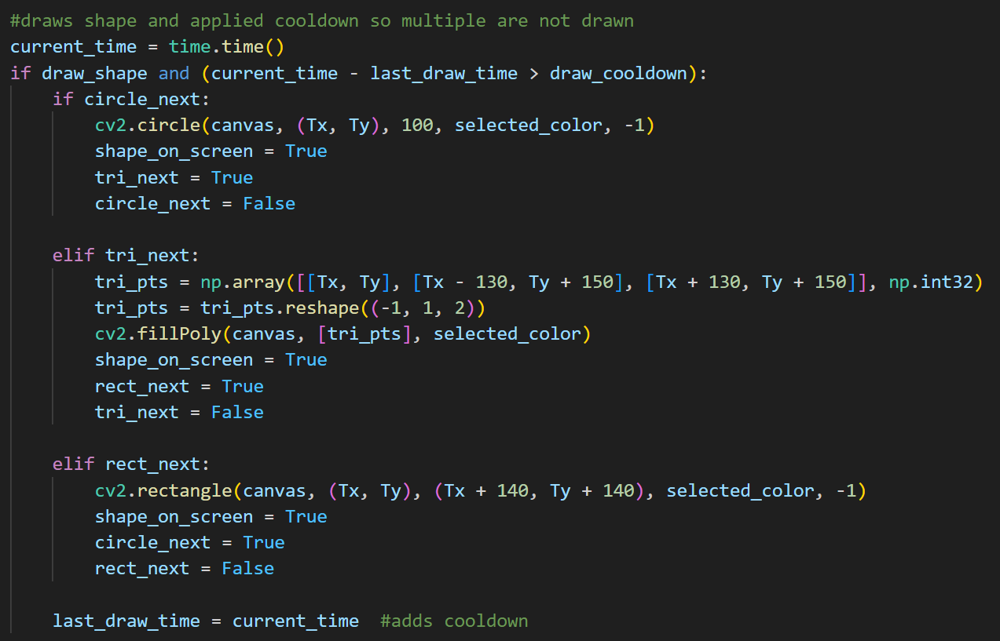 #draws shape and applied cooldown so multiple are not drawn
current_time = time.time()
if draw_shape and (current_time - last_draw_time > draw_cooldown):
    if circle_next:
        cv2.circle(canvas, (Tx, Ty), 100, selected_color, -1)
        shape_on_screen = True
        tri_next = True
        circle_next = False

    elif tri_next:
        tri_pts = np.array([[Tx, Ty], [Tx - 130, Ty + 150], [Tx + 130, Ty + 150]], np.int32)
        tri_pts = tri_pts.reshape((-1, 1, 2))
        cv2.fillPoly(canvas, [tri_pts], selected_color)
        shape_on_screen = True
        rect_next = True
        tri_next = False

    elif rect_next:
        cv2.rectangle(canvas, (Tx, Ty), (Tx + 140, Ty + 140), selected_color, -1)
        shape_on_screen = True
        circle_next = True
        rect_next = False

    last_draw_time = current_time  #adds cooldown